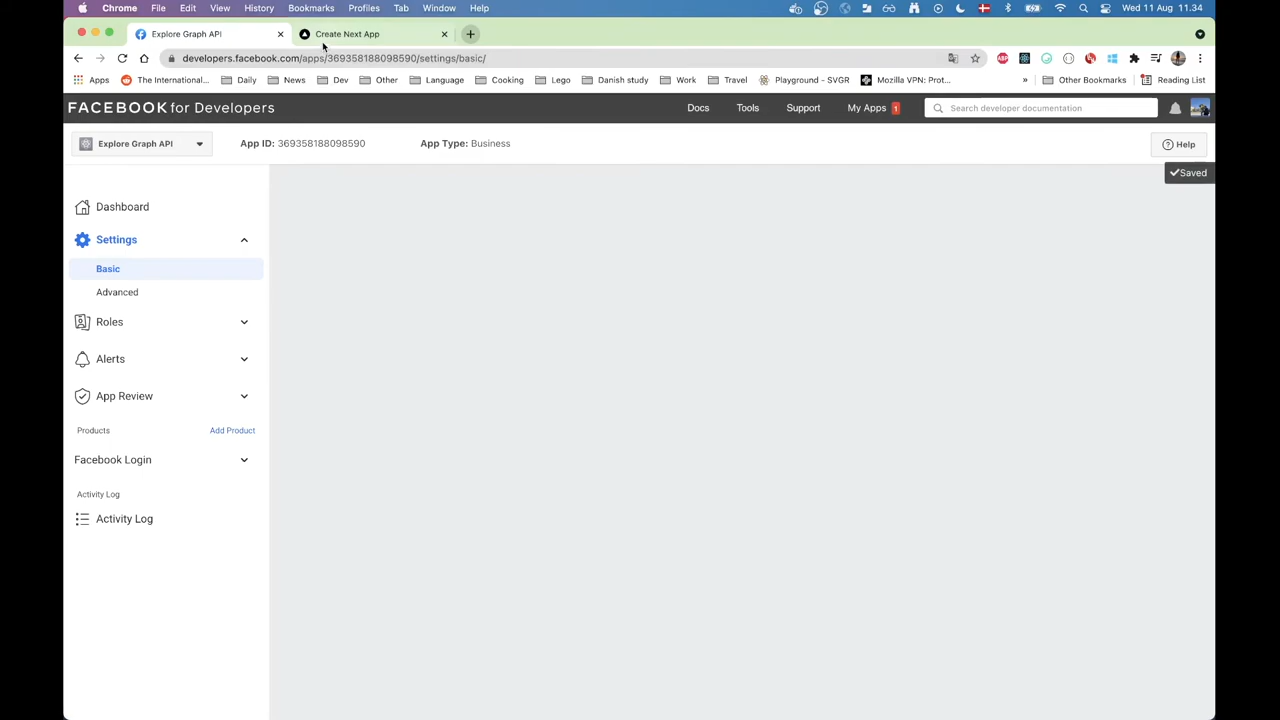 Chrome File Edit View History Bookmarks Profiles Tab Window Help Wed 11 Aug 11.34
Explore Graph API Create Next App
developers.facebook.com/apps/369358188098590/settings/basic/
Apps The International... Daily News Dev Other Language Cooking Lego Danish study Work Travel Playground - SVGR Mozilla VPN: Prot... » Other Bookmarks Reading List
FACEBOOK for Developers Docs Tools Support My Apps 1 Search developer documentation
Explore Graph API App ID: 369358188098590 App Type: Business Help
Saved
Dashboard
Settings
Basic
Advanced
Roles
Alerts
App Review
Products Add Product
Facebook Login
Activity Log
Activity Log